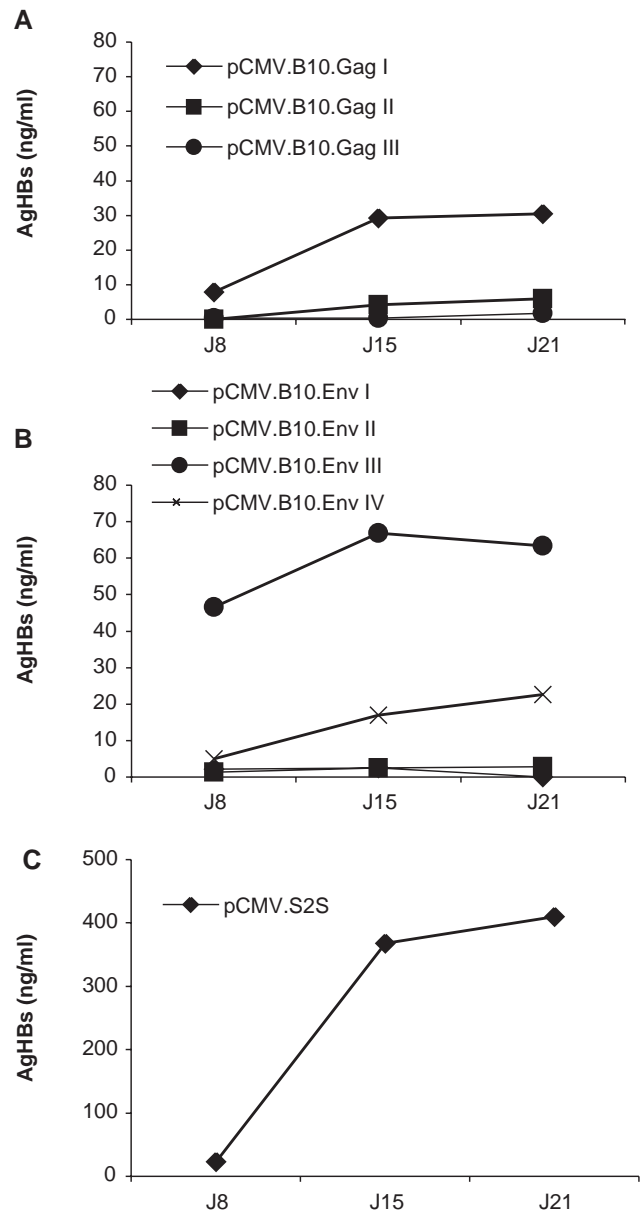 A
80
70
60
50
40
30
20
10
0
AgHBs (ng/ml)
pCMV.B10.Gag I
pCMV.B10.Gag II
pCMV.B10.Gag III
J8 J15 J21
B
pCMV.B10.Env I
pCMV.B10.Env II
pCMV.B10.Env III
pCMV.B10.Env IV
80
70
60
50
40
30
20
10
0
AgHBs (ng/ml)
J8 J15 J21
C
500
400
300
200
100
0
AgHBs (ng/ml)
pCMV.S2S
J8 J15 J21